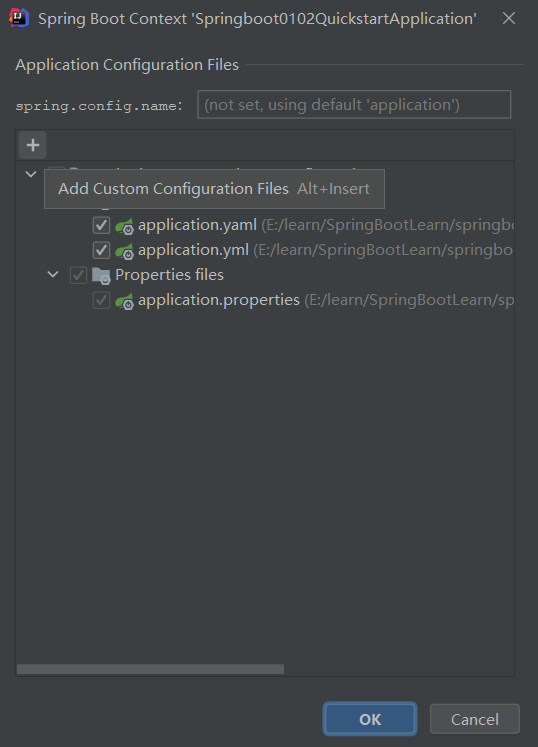 Spring Boot Context 'Springboot0102QuickstartApplication'
Application Configuration Files
spring.config.name: (not set, using default 'application')
Add Custom Configuration Files Alt+Insert
application.yaml (E:/learn/SpringBootLearn/springbo
application.yml (E:/learn/SpringBootLearn/springboo
Properties files
application.properties (E:/learn/SpringBootLearn/sp
OK Cancel